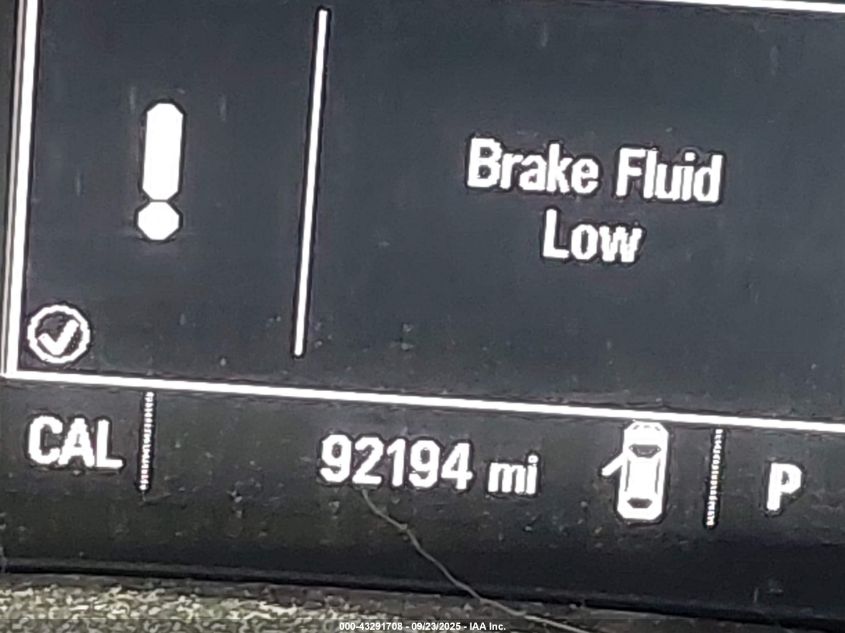 Brake Fluid
Low
CAL 92194 mi P
000-43291708 - 09/23/2025 - IAA Inc.